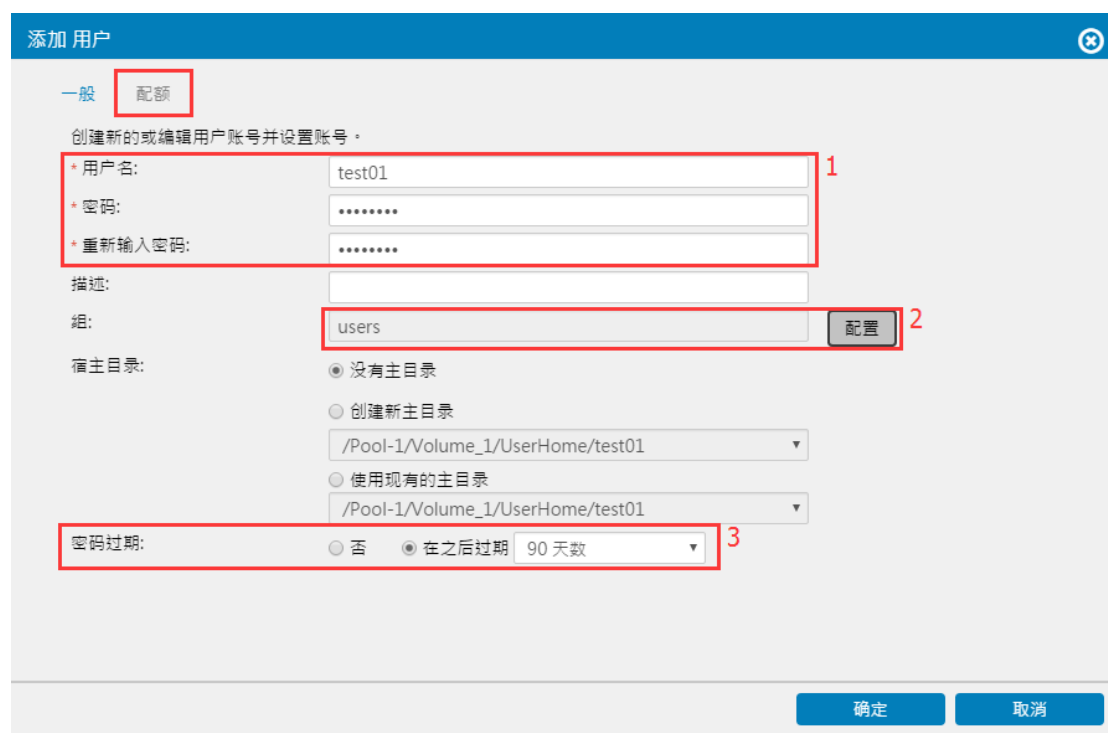 添加 用户
一般 配额
创建新的或编辑用户账号并设置账号。
* 用户名: test01 1
* 密码: ••••••••
* 重新输入密码: ••••••••
描述:
组: users 配置 2
宿主目录: 没有主目录
创建新主目录
/Pool-1/Volume_1/UserHome/test01
使用现有的主目录
/Pool-1/Volume_1/UserHome/test01
密码过期: 否 在之后过期 90 天数 3
确定 取消